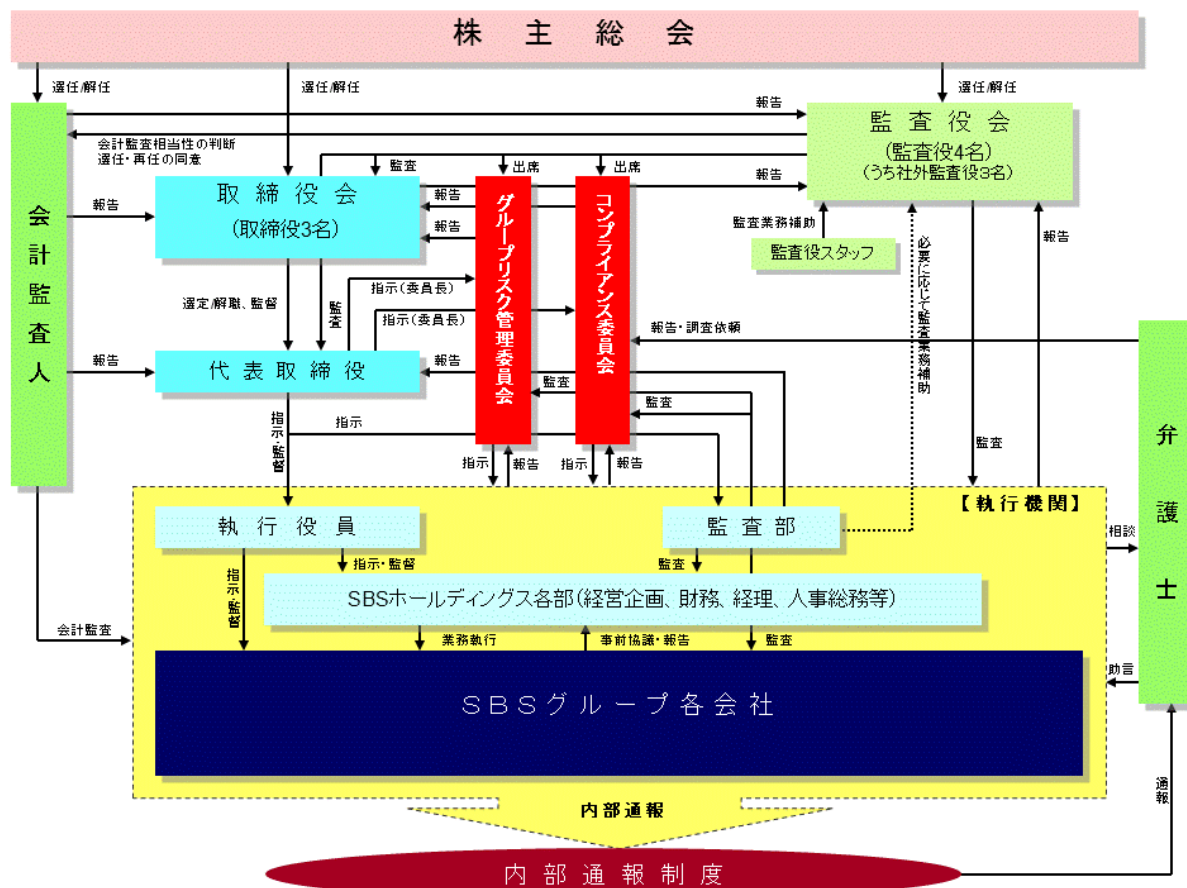 株主総会
選任/解任
選任/解任
選任/解任
報告
会計監査相当性の判断
選任・再任の同意
監査役会
(監査役4名)
(うち社外監査役3名)
監査
出席
出席
報告
取締役会
(取締役3名)
報告
報告
報告
会計監査人
グループリスク管理委員会
コンプライアンス委員会
監査業務補助
監査役スタッフ
必要に応じて監査業務補助
報告
選定/解職、監督
監査
指示(委員長)
指示(委員長)
報告・調査依頼
報告
代表取締役
報告
監査
監査
指示・監督
指示
監査
弁護士
指示
報告
指示
報告
【執行機関】
執行役員
監査部
相談
指示・監督
指示・監督
監査
SBSホールディングス各部(経営企画、財務、経理、人事総務等)
会計監査
業務執行
事前協議・報告
監査
助言
SBSグループ各会社
通報
内部通報
内部通報制度